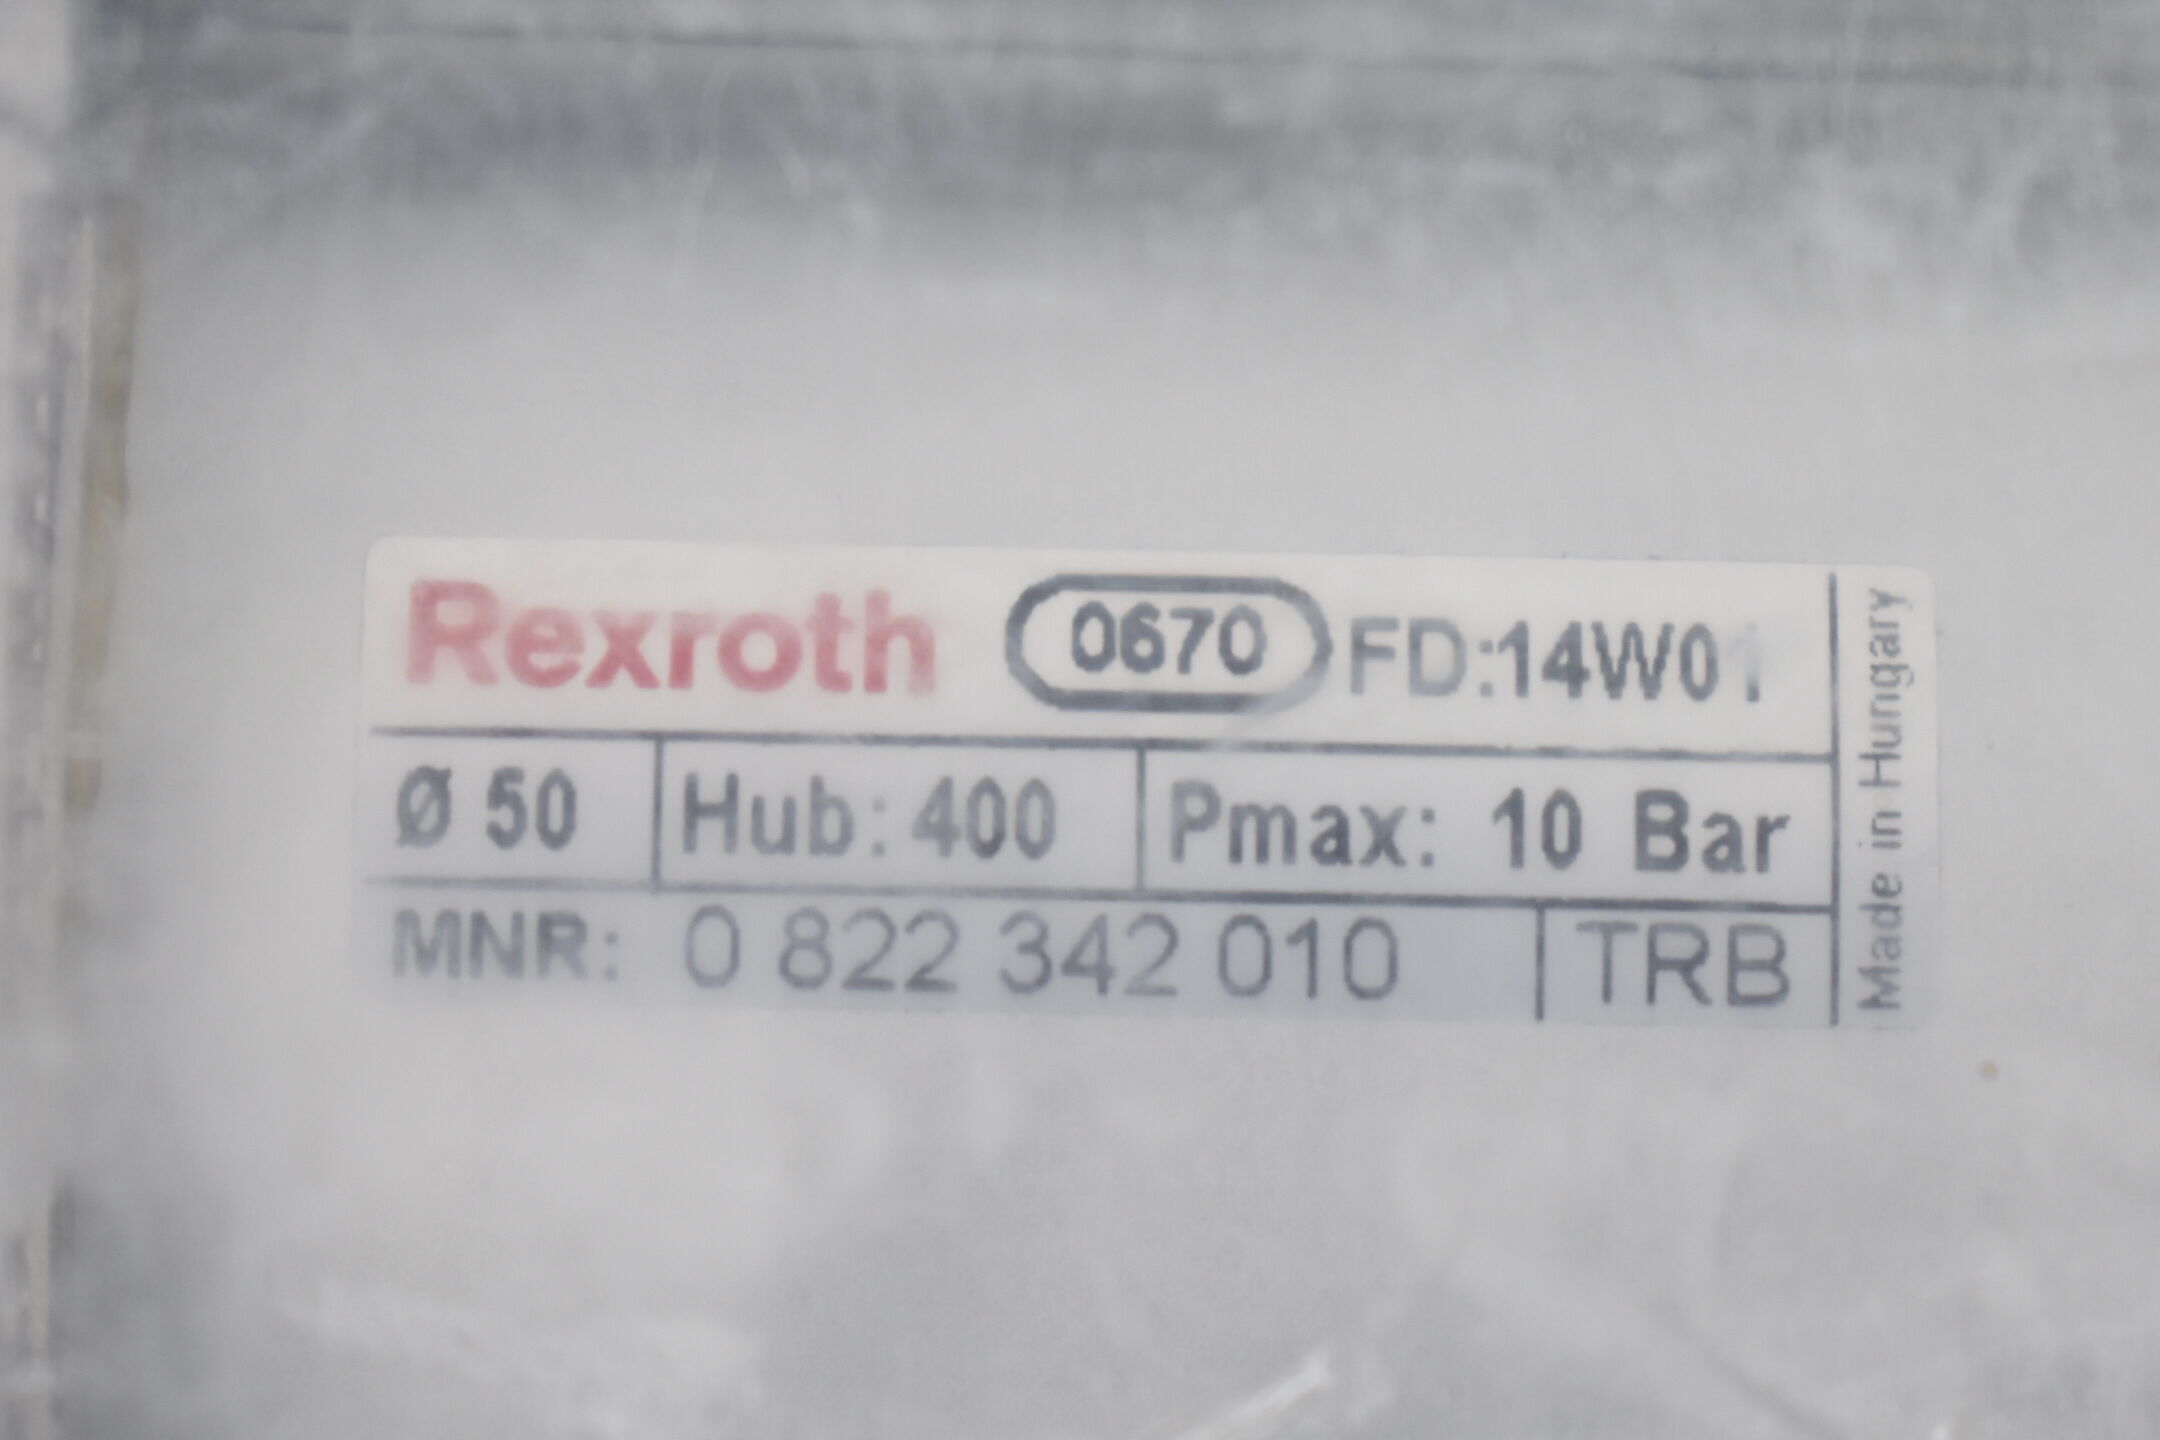 Rexroth 0670 FD:14W01
Ø 50 Hub: 400 Pmax: 10 Bar
MNR: 0 822 342 010 TRB
Made in Hungary